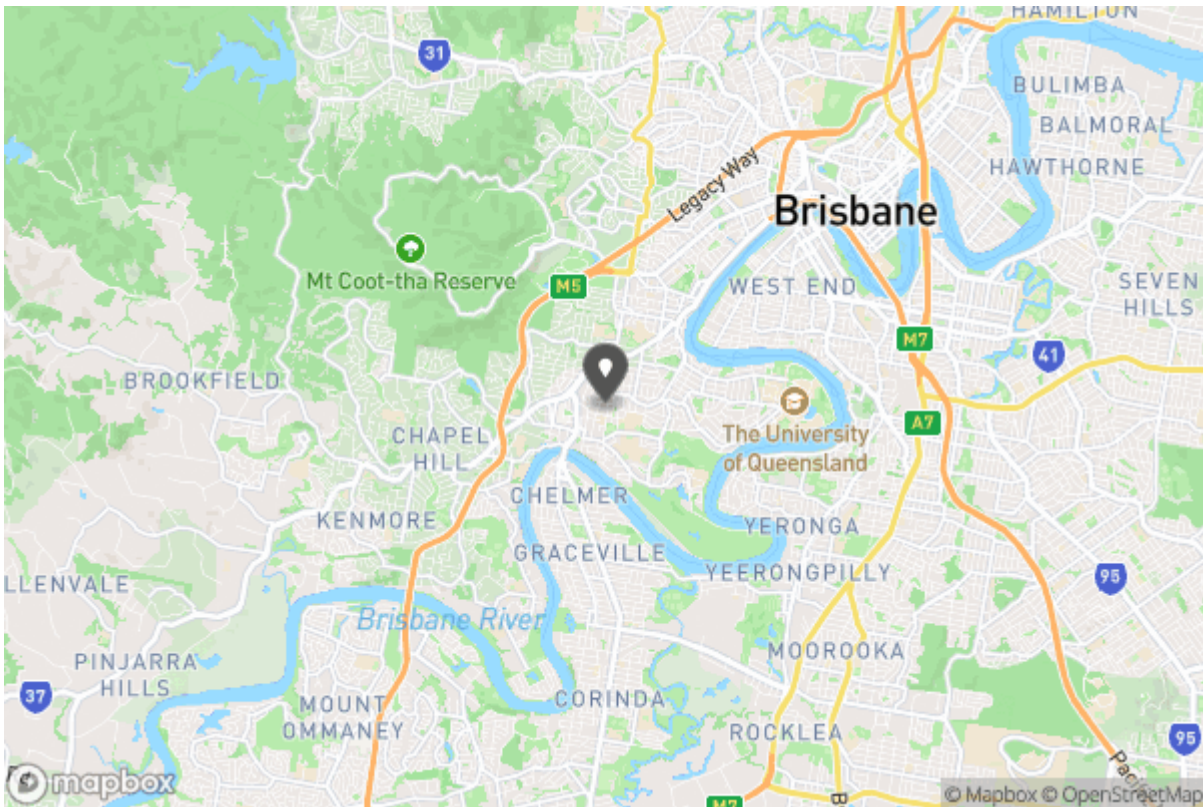 HAMILTON
31
BULIMBA
BALMORAL
HAWTHORNE
Legacy Way
Brisbane
Mt Coot-tha Reserve
M5
WEST END
SEVEN
HILLS
M7
41
BROOKFIELD
A7
The University
of Queensland
CHAPEL
HILL
CHELMER
KENMORE
YERONGA
GRACEVILLE
YEERONGPILLY
LLENVALE
95
Brisbane River
MOOROOKA
PINJARRA
HILLS
37
MOUNT
OMMANEY
CORINDA
ROCKLEA
95
Paci
mapbox
M7
B
© Mapbox © OpenStreetMap